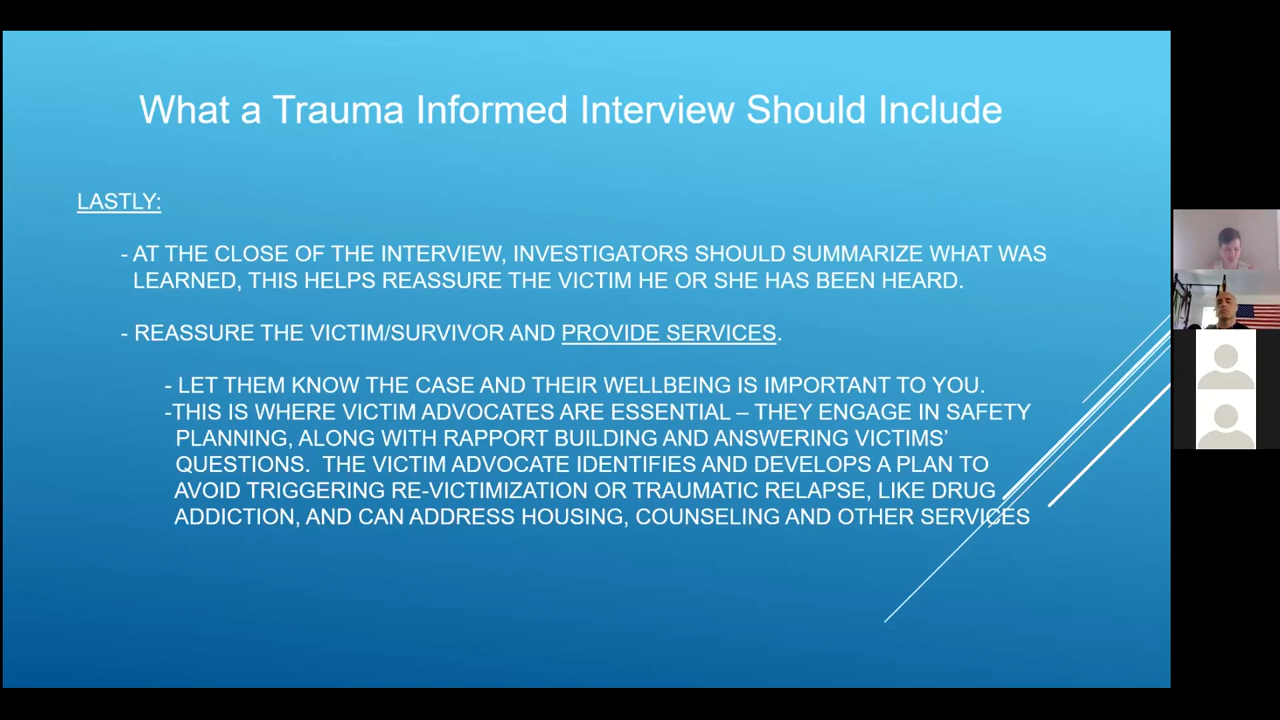 What a Trauma Informed Interview Should Include
LASTLY:
- AT THE CLOSE OF THE INTERVIEW, INVESTIGATORS SHOULD SUMMARIZE WHAT WAS
LEARNED, THIS HELPS REASSURE THE VICTIM HE OR SHE HAS BEEN HEARD.
- REASSURE THE VICTIM/SURVIVOR AND PROVIDE SERVICES.
- LET THEM KNOW THE CASE AND THEIR WELLBEING IS IMPORTANT TO YOU.
-THIS IS WHERE VICTIM ADVOCATES ARE ESSENTIAL – THEY ENGAGE IN SAFETY
PLANNING, ALONG WITH RAPPORT BUILDING AND ANSWERING VICTIMS’
QUESTIONS.  THE VICTIM ADVOCATE IDENTIFIES AND DEVELOPS A PLAN TO
AVOID TRIGGERING RE-VICTIMIZATION OR TRAUMATIC RELAPSE, LIKE DRUG
ADDICTION, AND CAN ADDRESS HOUSING, COUNSELING AND OTHER SERVICES